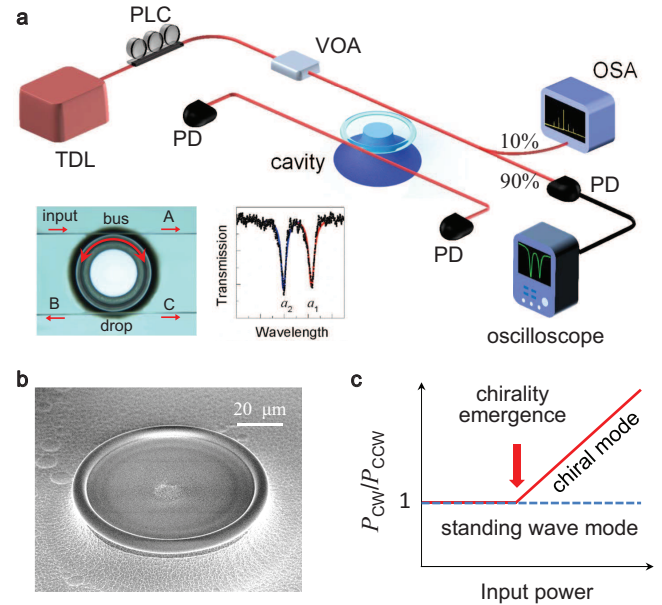 a
PLC
VOA
OSA
TDL
PD
cavity
10%
90%
PD
PD
oscilloscope
input
bus
A
B
drop
C
Transmission
a2
a1
Wavelength
b
20 μm
c
chirality
emergence
chiral mode
PCW/PCCW
1
standing wave mode
Input power